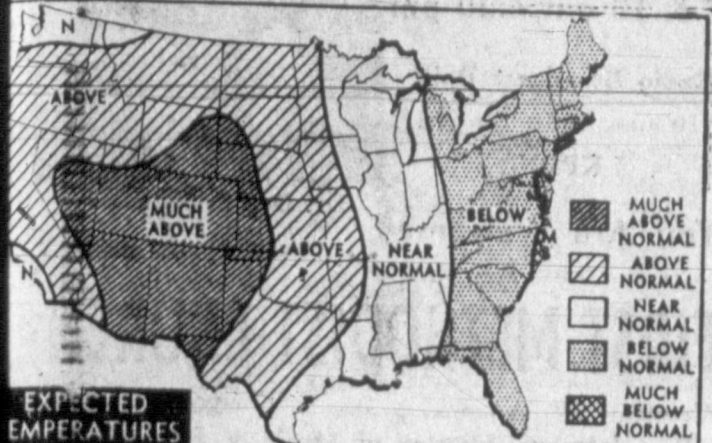 N
ABOVE
MUCH
ABOVE
ABOVE
N
NEAR
NORMAL
BELOW
M
B
MUCH
ABOVE
NORMAL
ABOVE
NORMAL
NEAR
NORMAL
BELOW
NORMAL
MUCH
BELOW
NORMAL
EXPECTED
EMPERATURES